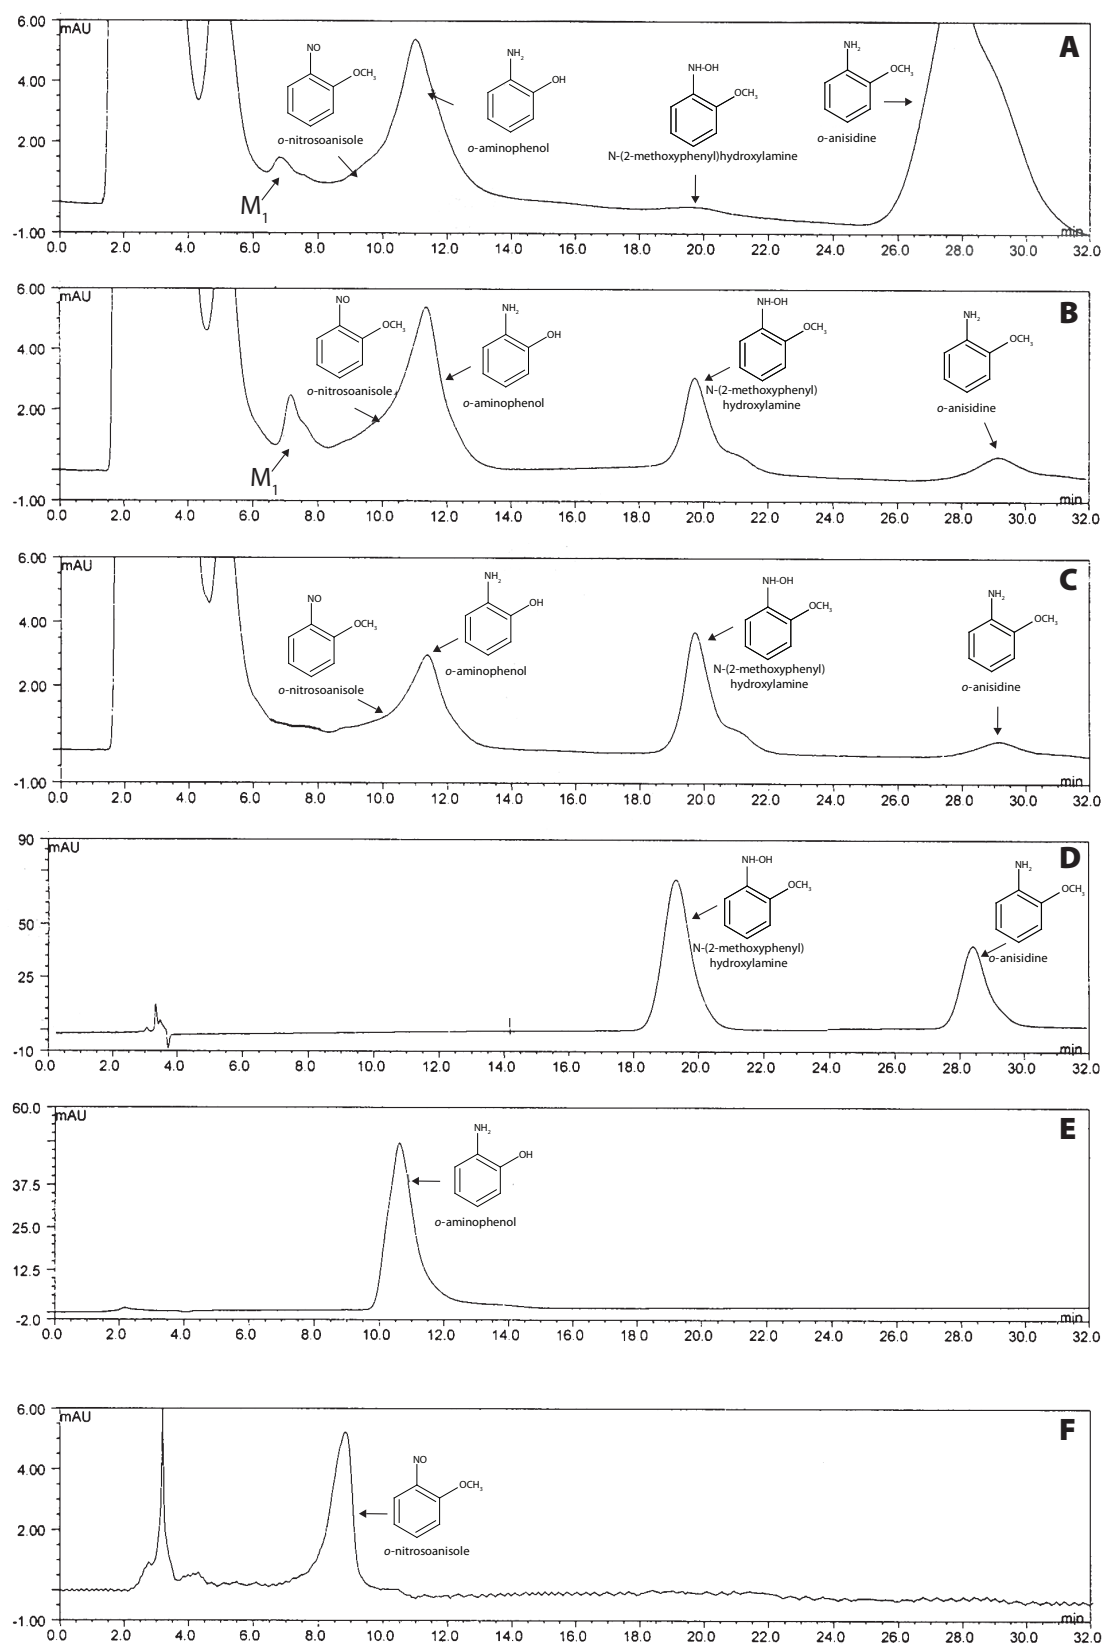 6.00
mAU
A
NO
OCH3
o-nitrosoanisole
NH2
OH
o-aminophenol
NH-OH
OCH3
N-(2-methoxyphenyl)hydroxylamine
NH2
OCH3
o-anisidine
4.00
2.00
M1
-1.00
min
0.0 2.0 4.0 6.0 8.0 10.0 12.0 14.0 16.0 18.0 20.0 22.0 24.0 26.0 28.0 30.0 32.0
6.00
mAU
B
NO
OCH3
o-nitrosoanisole
NH2
OH
o-aminophenol
NH-OH
OCH3
N-(2-methoxyphenyl)
hydroxylamine
NH2
OCH3
o-anisidine
4.00
2.00
M1
-1.00
min
0.0 2.0 4.0 6.0 8.0 10.0 12.0 14.0 16.0 18.0 20.0 22.0 24.0 26.0 28.0 30.0 32.0
6.00
mAU
C
NO
OCH3
o-nitrosoanisole
NH2
OH
o-aminophenol
NH-OH
OCH3
N-(2-methoxyphenyl)
hydroxylamine
NH2
OCH3
o-anisidine
4.00
2.00
-1.00
min
0.0 2.0 4.0 6.0 8.0 10.0 12.0 14.0 16.0 18.0 20.0 22.0 24.0 26.0 28.0 30.0 32.0
90
mAU
D
NH-OH
OCH3
N-(2-methoxyphenyl)
hydroxylamine
NH2
OCH3
o-anisidine
50
25
-10
min
0.0 2.0 4.0 6.0 8.0 10.0 12.0 14.0 16.0 18.0 20.0 22.0 24.0 26.0 28.0 30.0 32.0
60.0
mAU
E
NH2
OH
o-aminophenol
37.5
25.0
12.5
-2.0
min
0.0 2.0 4.0 6.0 8.0 10.0 12.0 14.0 16.0 18.0 20.0 22.0 24.0 26.0 28.0 30.0 32.0
6.00
mAU
F
NO
OCH3
o-nitrosoanisole
4.00
2.00
-1.00
min
0.0 2.0 4.0 6.0 8.0 10.0 12.0 14.0 16.0 18.0 20.0 22.0 24.0 26.0 28.0 30.0 32.0